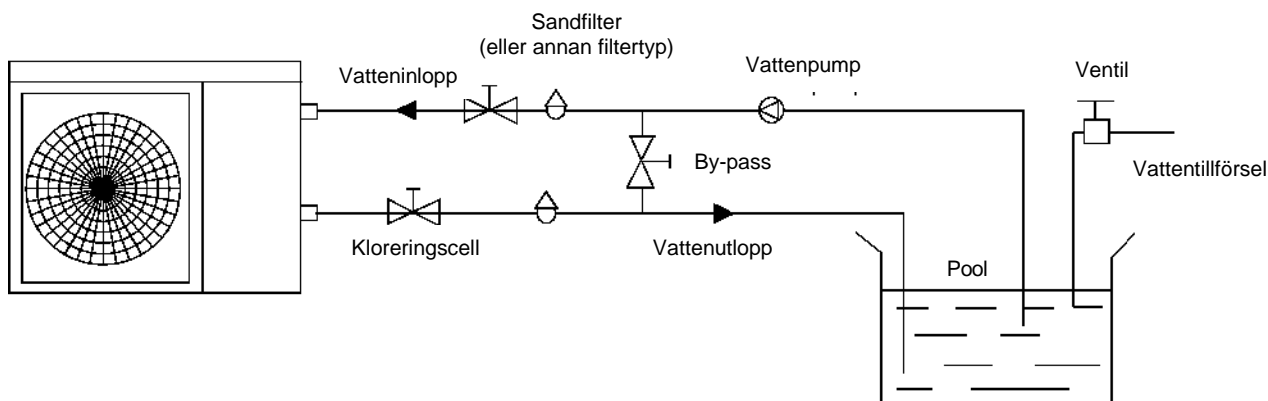 Sandfilter
(eller annan filtertyp)
Vatteninlopp
Vattenpump
Ventil
By-pass
Vattentillförsel
Kloreringscell
Vattenutlopp
Pool